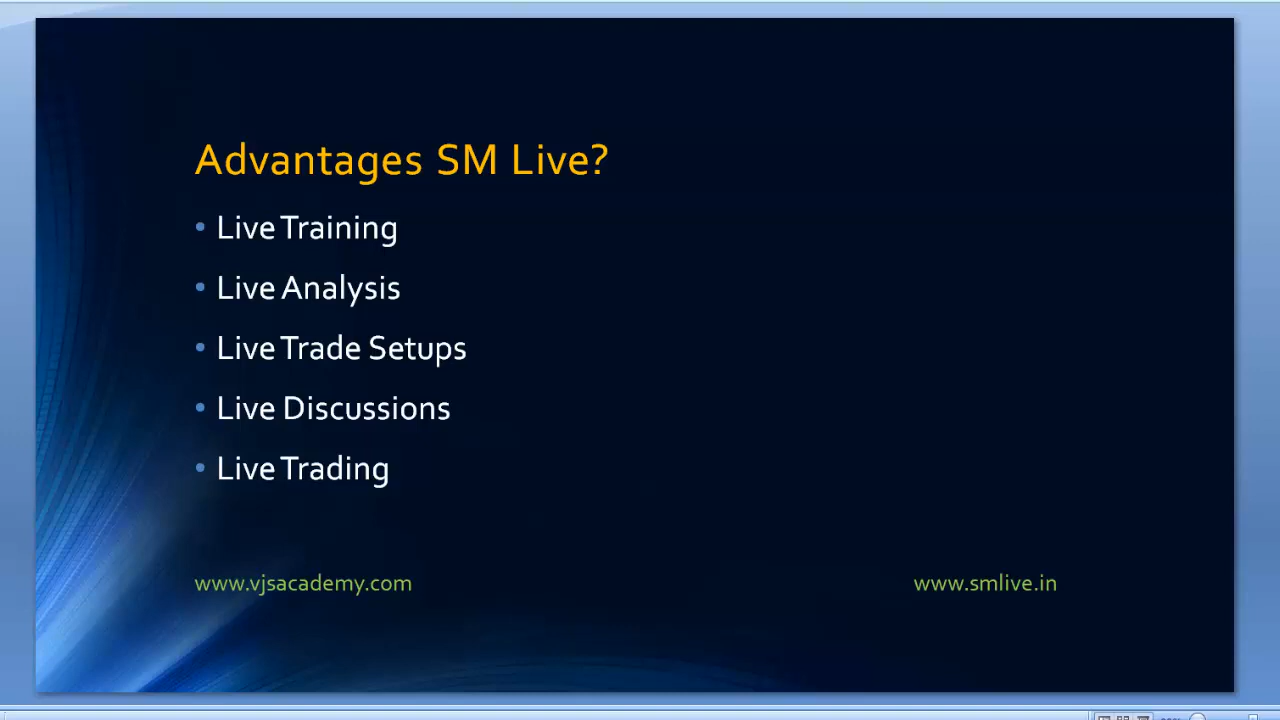 Advantages SM Live?
• Live Training
• Live Analysis
• Live Trade Setups
• Live Discussions
• Live Trading
www.vjsacademy.com
www.smlive.in